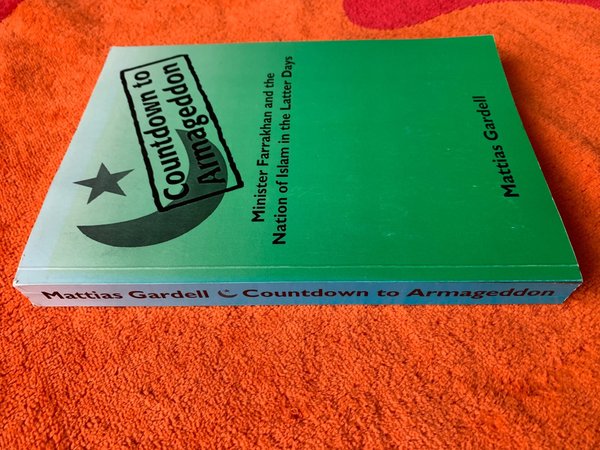 Countdown to
Armageddon
Minister Farrakhan and the
Nation of Islam in the Latter Days
Mattias Gardell
Mattias Gardell Countdown to Armageddon